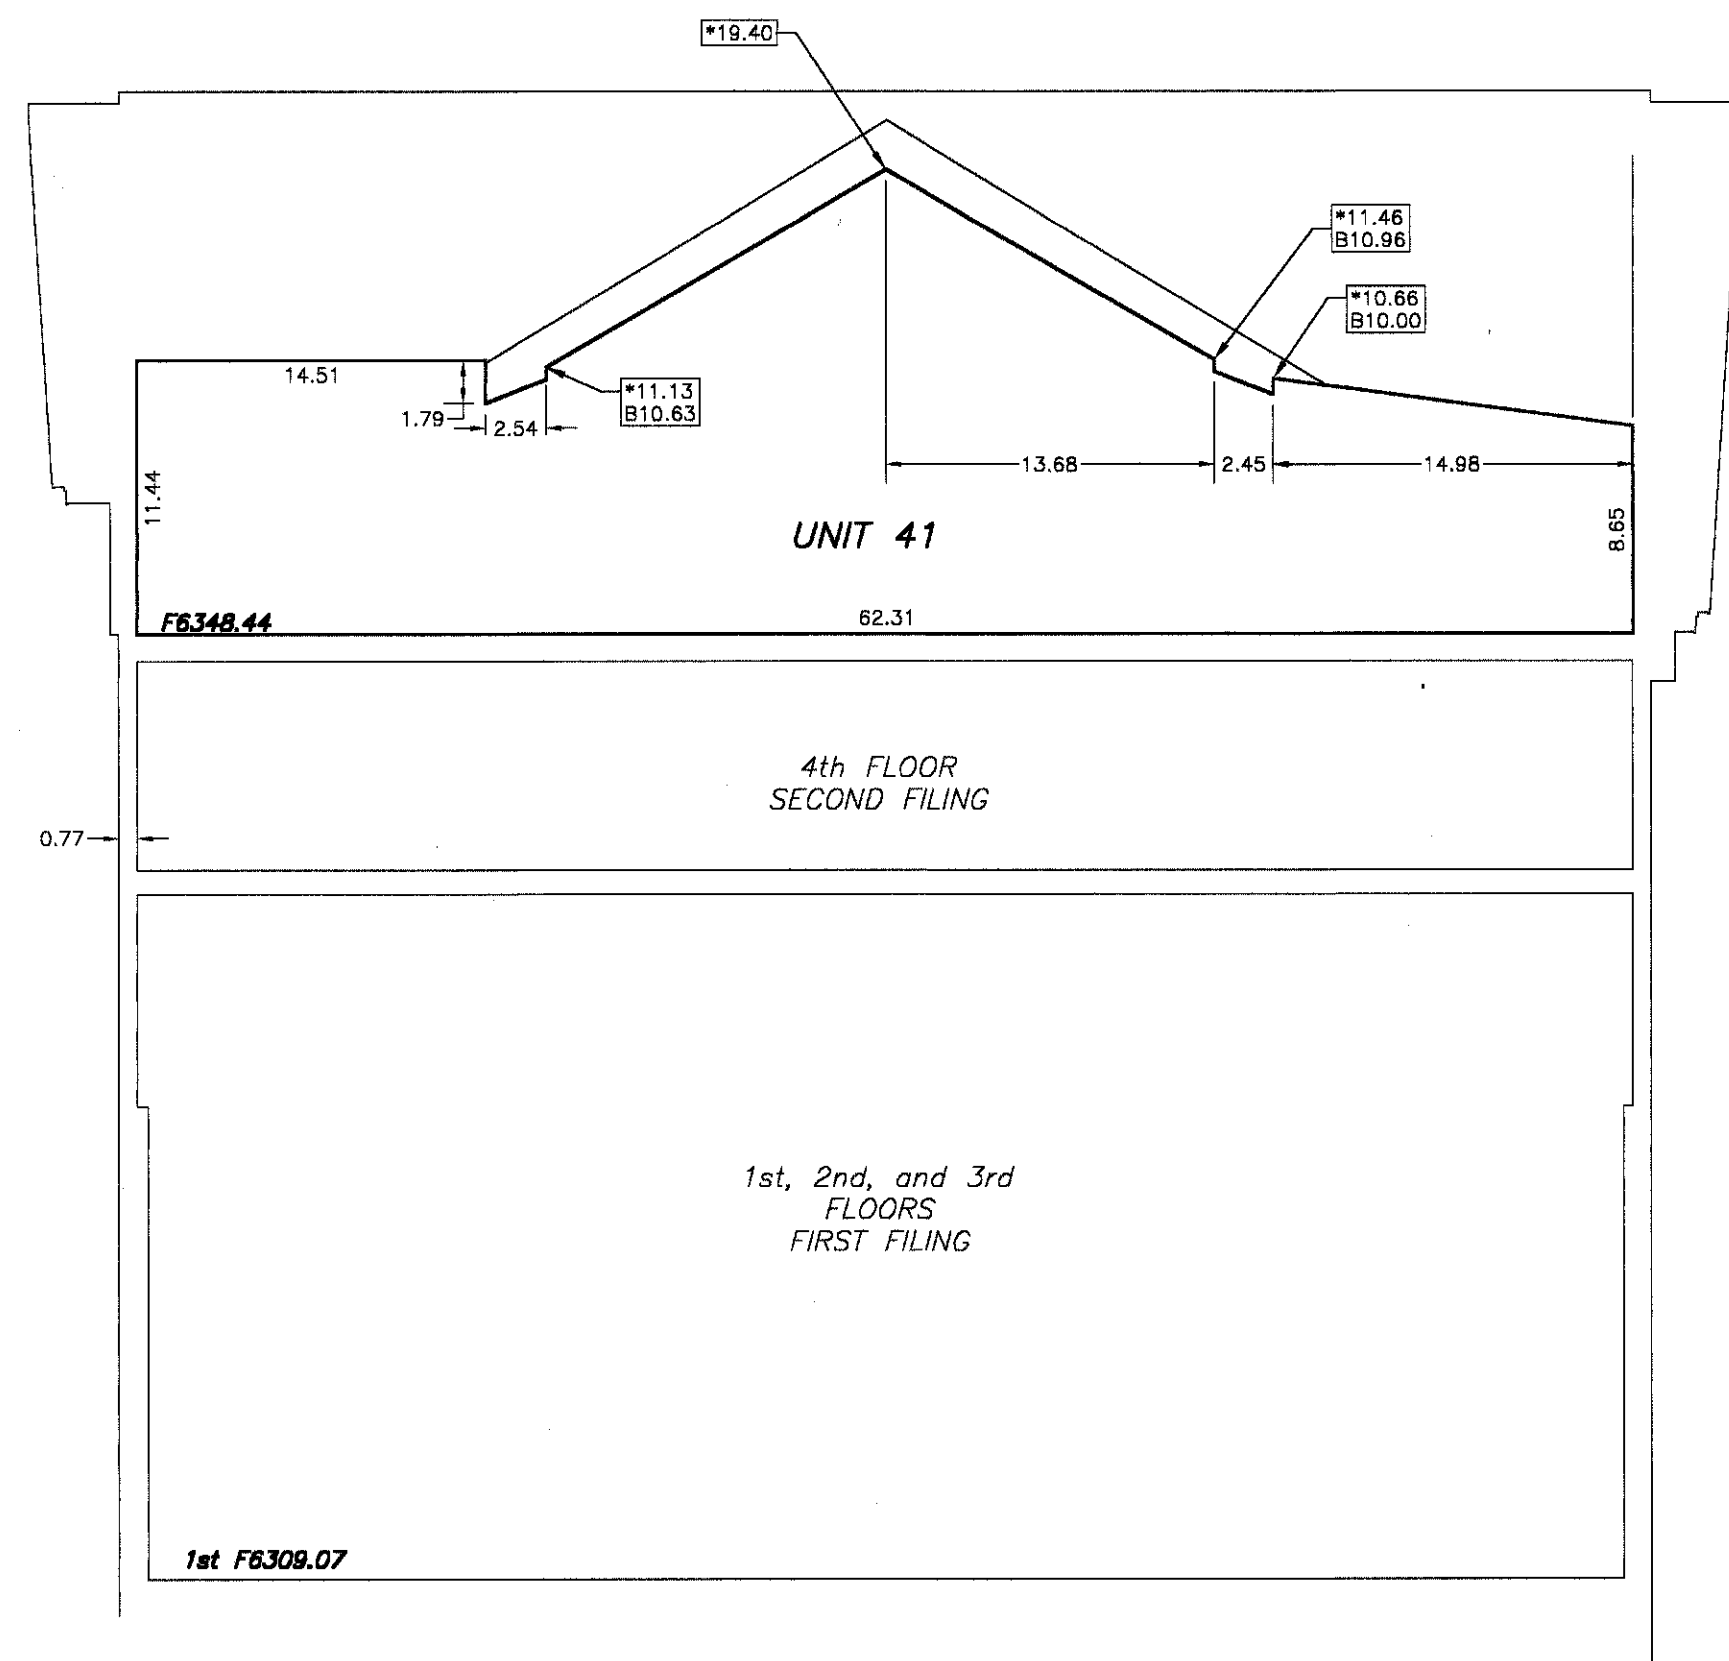 *19.40
*11.46
B10.96
*10.66
B10.00
14.51
1.79
2.54
*11.13
B10.63
13.68
2.45
14.98
11.44
UNIT 41
8.65
F6348.44
62.31
4th FLOOR
SECOND FILING
0.77
1st, 2nd, and 3rd
FLOORS
FIRST FILING
1st F6309.07